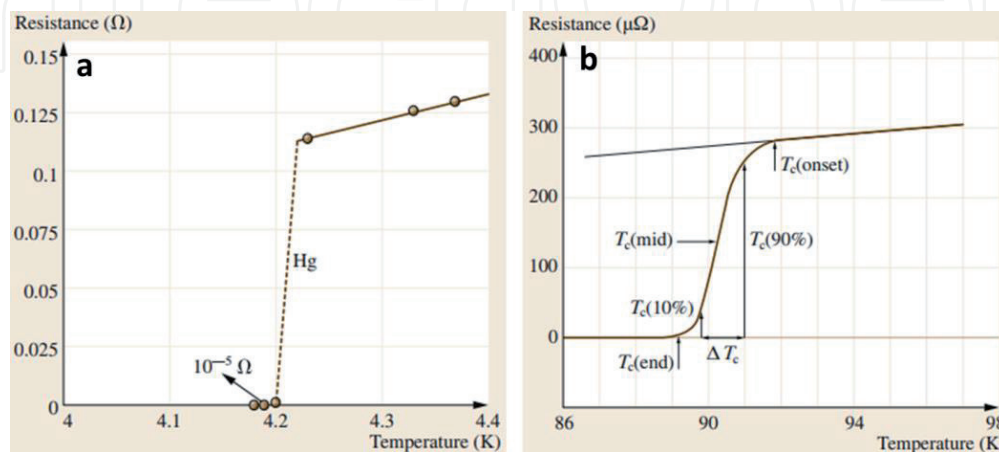 Resistance (Ω)
a
0.15
0.125
0.1
0.075
0.05
0.025
0
Hg
10⁻⁵ Ω
4 4.1 4.2 4.3 4.4
Temperature (K)
Resistance (μΩ)
b
400
300
200
100
0
Tc(onset)
Tc(mid)
Tc(90%)
Tc(10%)
Tc(end)
Δ Tc
86 90 94 98
Temperature (K)